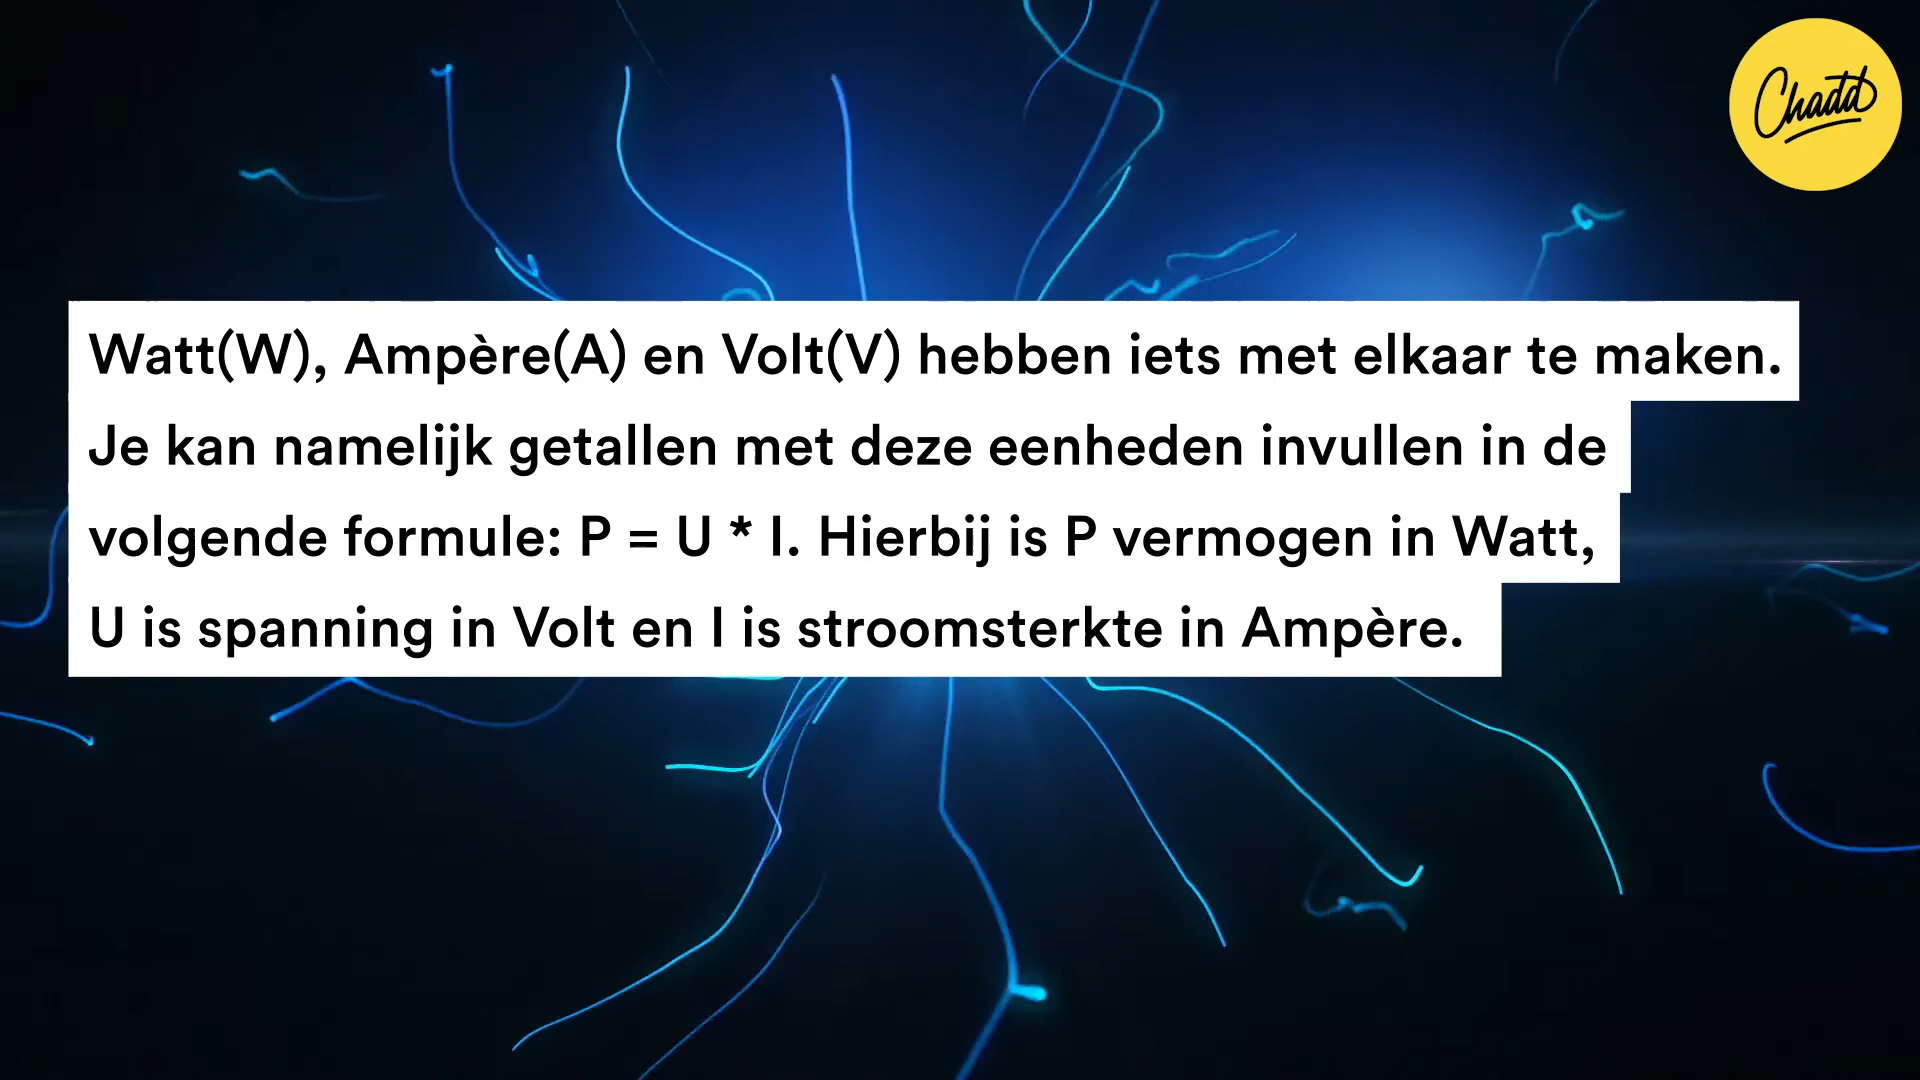 Chadd
Watt(W), Ampère(A) en Volt(V) hebben iets met elkaar te maken.
Je kan namelijk getallen met deze eenheden invullen in de
volgende formule: P = U * I. Hierbij is P vermogen in Watt,
U is spanning in Volt en I is stroomsterkte in Ampère.